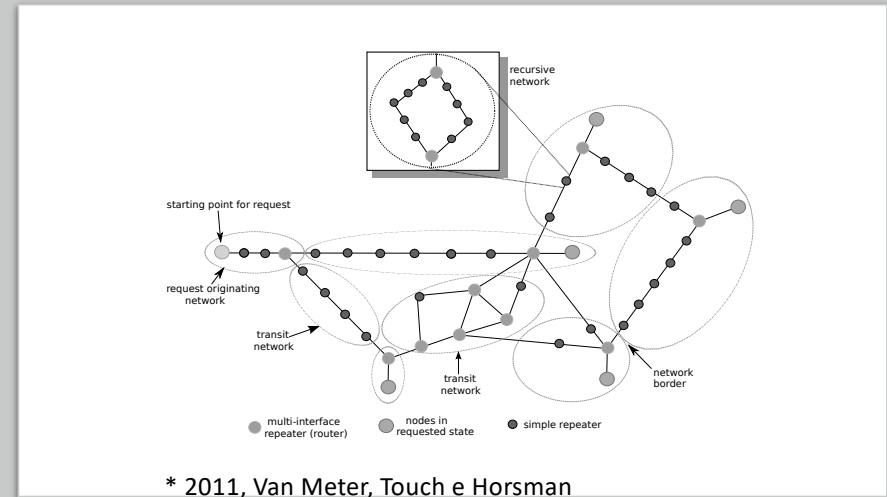 recursive
network
starting point for request
request originating
network
transit
network
transit
network
network
border
multi-interface
repeater (router)
nodes in
requested state
simple repeater
* 2011, Van Meter, Touch e Horsman